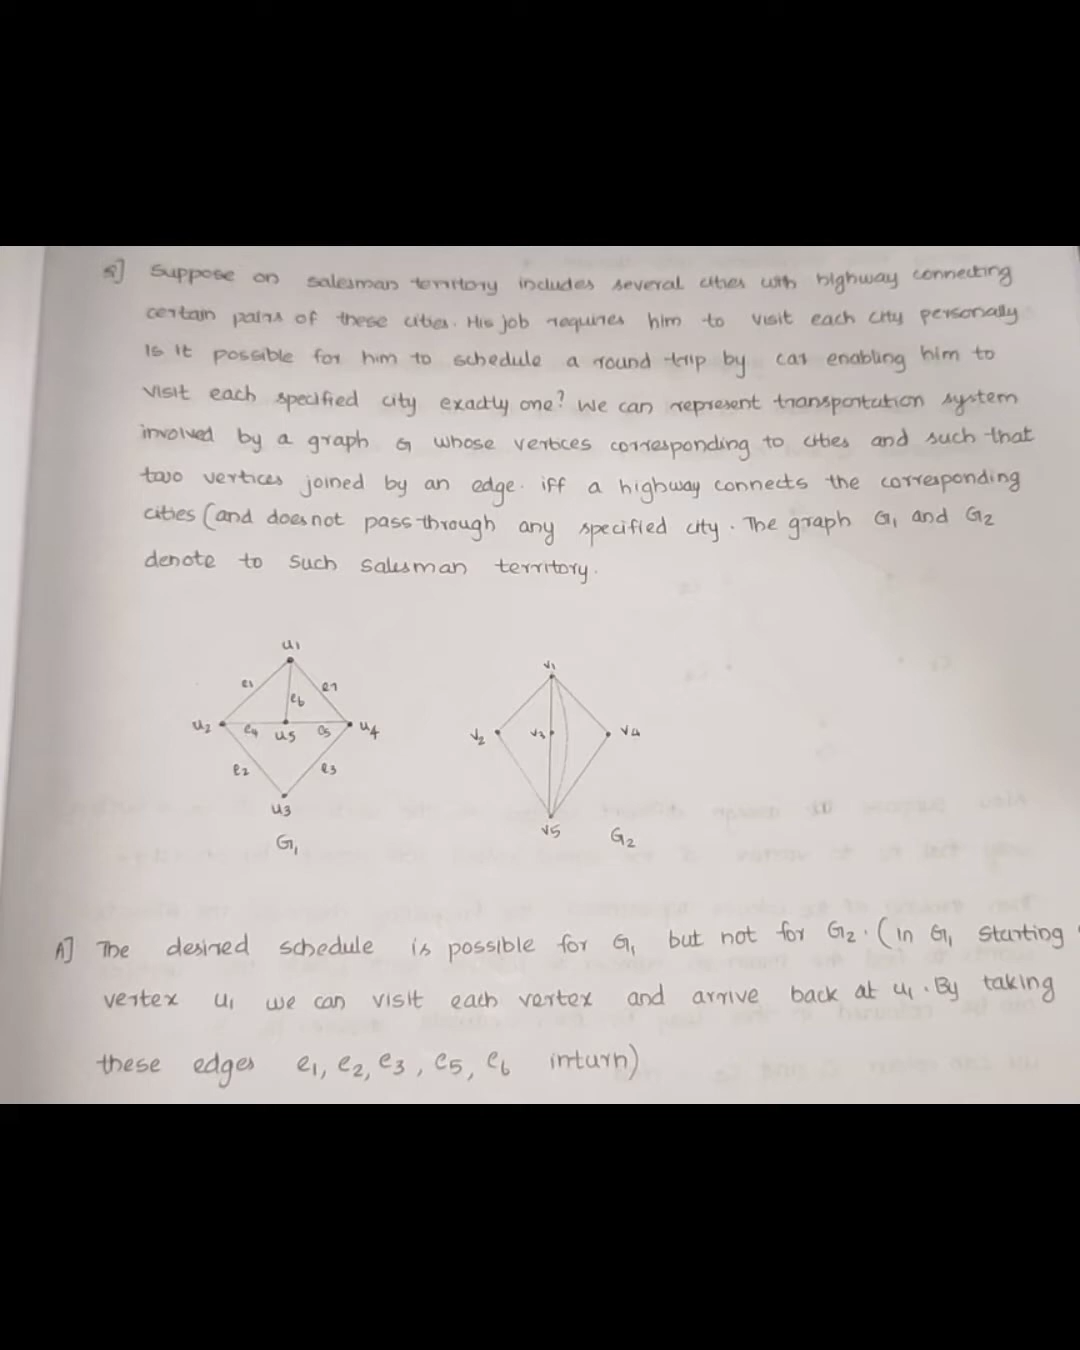 Q] Suppose on salesman territory includes several cities with highway connecting
certain pairs of these cities. His job requires him to visit each city personally
Is it possible for him to schedule a round trip by car enabling him to
visit each specified city exactly one? We can represent transportation system
involved by a graph G whose vertices corresponding to cities and such that
two vertices joined by an edge. iff a highway connects the corresponding
cities (and does not pass through any specified city. The graph G1 and G2
denote to such salesman territory.
u1
e1 e6 e7
u2 e4 u5 e5 u4
e2 e3
u3
G1
v1
v2 v3 v4
v5
G2
A] The desired schedule is possible for G1 but not for G2. (in G1 starting
vertex u1 we can visit each vertex and arrive back at u1. By taking
these edges e1, e2, e3, e5, e6 inturn)